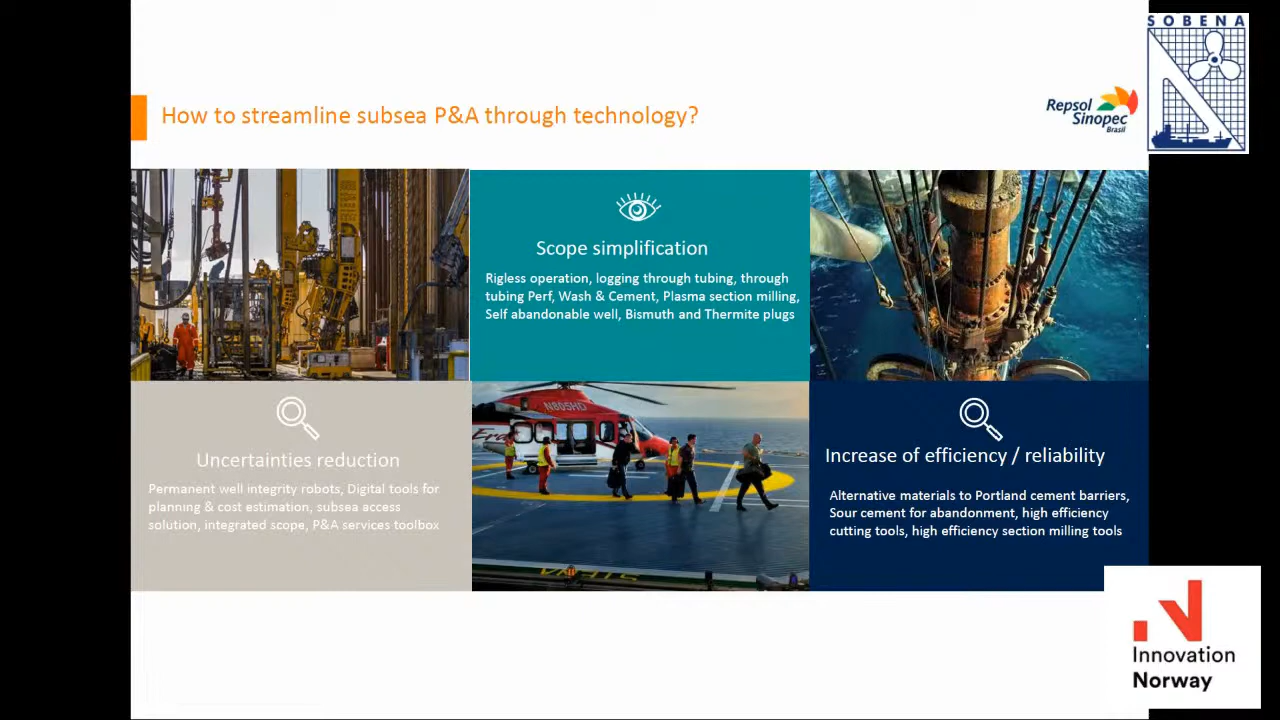 SOBENA
How to streamline subsea P&A through technology?
Repsol
Sinopec
Brasil
Scope simplification
Rigless operation, logging through tubing, through
tubing Perf, Wash & Cement, Plasma section milling,
Self abandonable well, Bismuth and Thermite plugs
N805HD
Era
Uncertainties reduction
Permanent well integrity robots, Digital tools for
planning & cost estimation, subsea access
solution, integrated scope, P&A services toolbox
Increase of efficiency / reliability
Alternative materials to Portland cement barriers,
Sour cement for abandonment, high efficiency
cutting tools, high efficiency section milling tools
Innovation
Norway